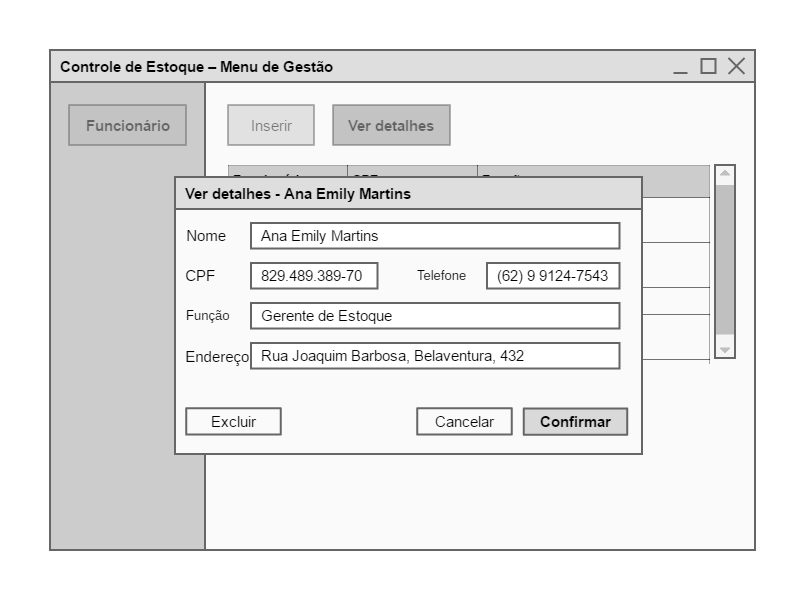 Controle de Estoque – Menu de Gestão
Funcionário Inserir Ver detalhes
Ver detalhes - Ana Emily Martins
Nome Ana Emily Martins
CPF 829.489.389-70 Telefone (62) 9 9124-7543
Função Gerente de Estoque
Endereço Rua Joaquim Barbosa, Belaventura, 432
Excluir Cancelar Confirmar